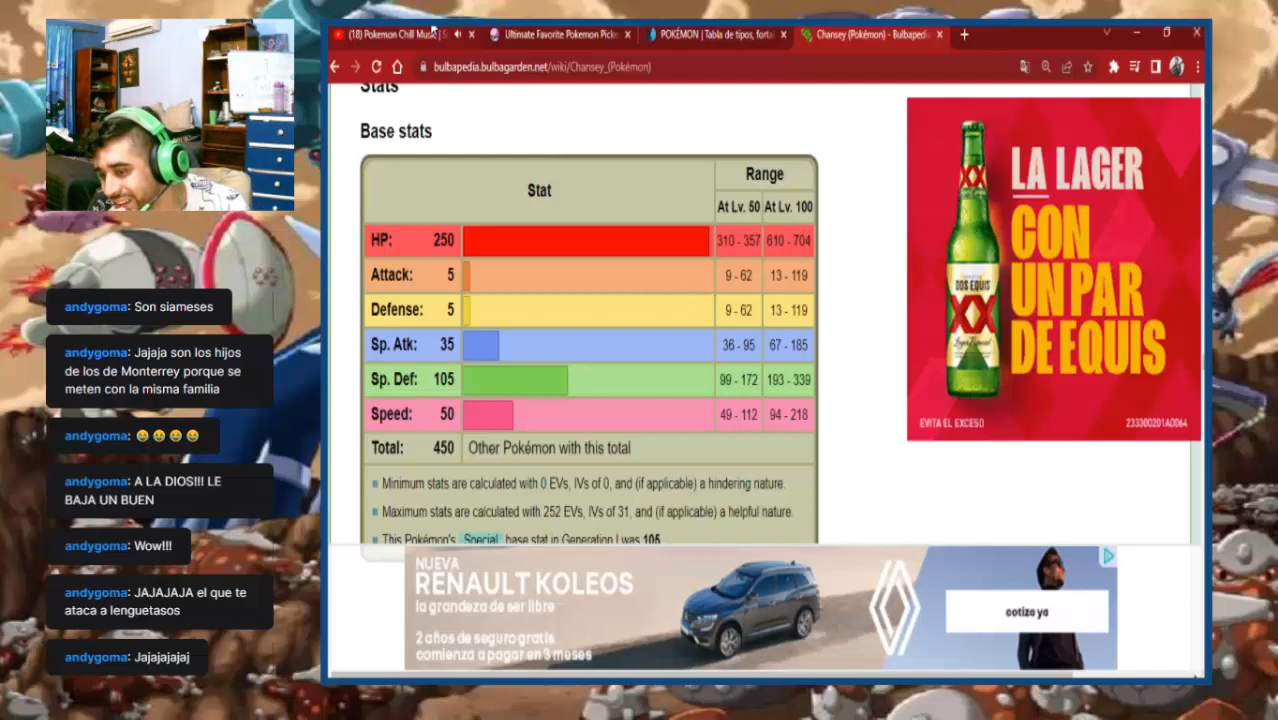 (18) Pokemon Chill Music | S
Ultimate Favorite Pokemon Picke
POKÉMON | Tabla de tipos, forta
Chansey (Pokémon) - Bulbapedi
bulbapedia.bulbagarden.net/wiki/Chansey_(Pokémon)
Stats
Base stats
Stat
Range
At Lv. 50 At Lv. 100
HP: 250 310 - 357 610 - 704
Attack: 5 9 - 62 13 - 119
Defense: 5 9 - 62 13 - 119
Sp. Atk: 35 36 - 95 67 - 185
Sp. Def: 105 99 - 172 193 - 339
Speed: 50 49 - 112 94 - 218
Total: 450 Other Pokémon with this total
Minimum stats are calculated with 0 EVs, IVs of 0, and (if applicable) a hindering nature.
Maximum stats are calculated with 252 EVs, IVs of 31, and (if applicable) a helpful nature.
This Pokémon's Special base stat in Generation I was 105.
LA LAGER
CON
UN PAR
DE EQUIS
DOS EQUIS
XX
Lager Especial
EVITA EL EXCESO
233300201A0064
NUEVA
RENAULT KOLEOS
la grandeza de ser libre
2 años de seguro gratis
comienza a pagar en 3 meses
cotiza ya
andygoma: Son siameses
andygoma: Jajaja son los hijos
de los de Monterrey porque se
meten con la misma familia
andygoma: 😂😂😂😂
andygoma: A LA DIOS!!! LE
BAJA UN BUEN
andygoma: Wow!!!
andygoma: JAJAJAJA el que te
ataca a lenguetasos
andygoma: Jajajajajaj